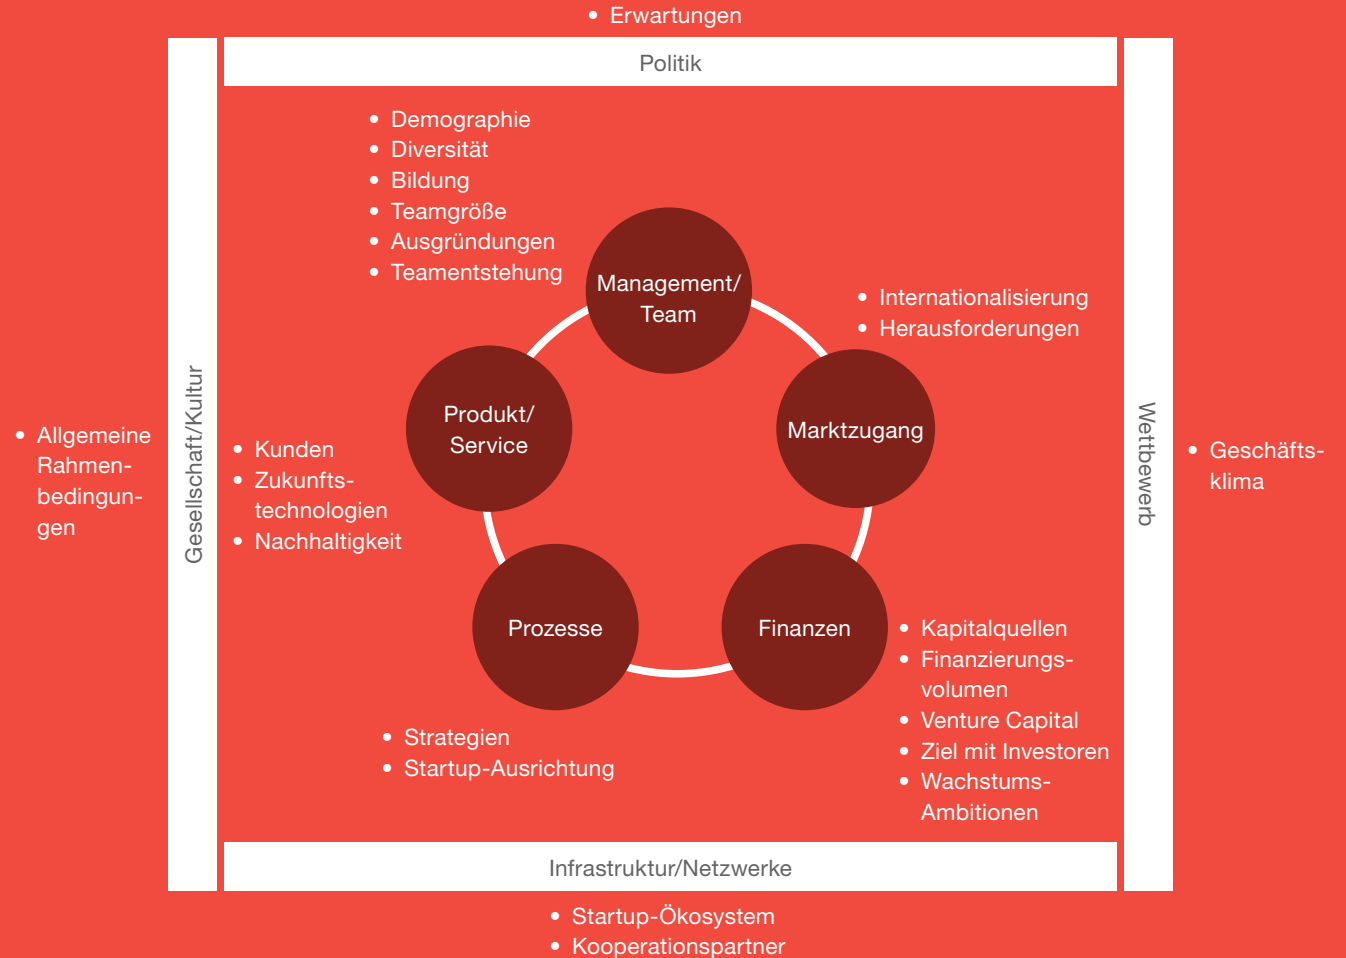 • Erwartungen
Politik
• Demographie
• Diversität
• Bildung
• Teamgröße
• Ausgründungen
• Teamentstehung
Management/
Team
• Internationalisierung
• Herausforderungen
Produkt/
Service
Marktzugang
• Allgemeine
Rahmen-
bedingun-
gen
Gesellschaft/Kultur
• Kunden
• Zukunfts-
technologien
• Nachhaltigkeit
Wettbewerb
• Geschäfts-
klima
Prozesse
Finanzen
• Kapitalquellen
• Finanzierungs-
volumen
• Venture Capital
• Ziel mit Investoren
• Wachstums-
Ambitionen
• Strategien
• Startup-Ausrichtung
Infrastruktur/Netzwerke
• Startup-Ökosystem
• Kooperationspartner